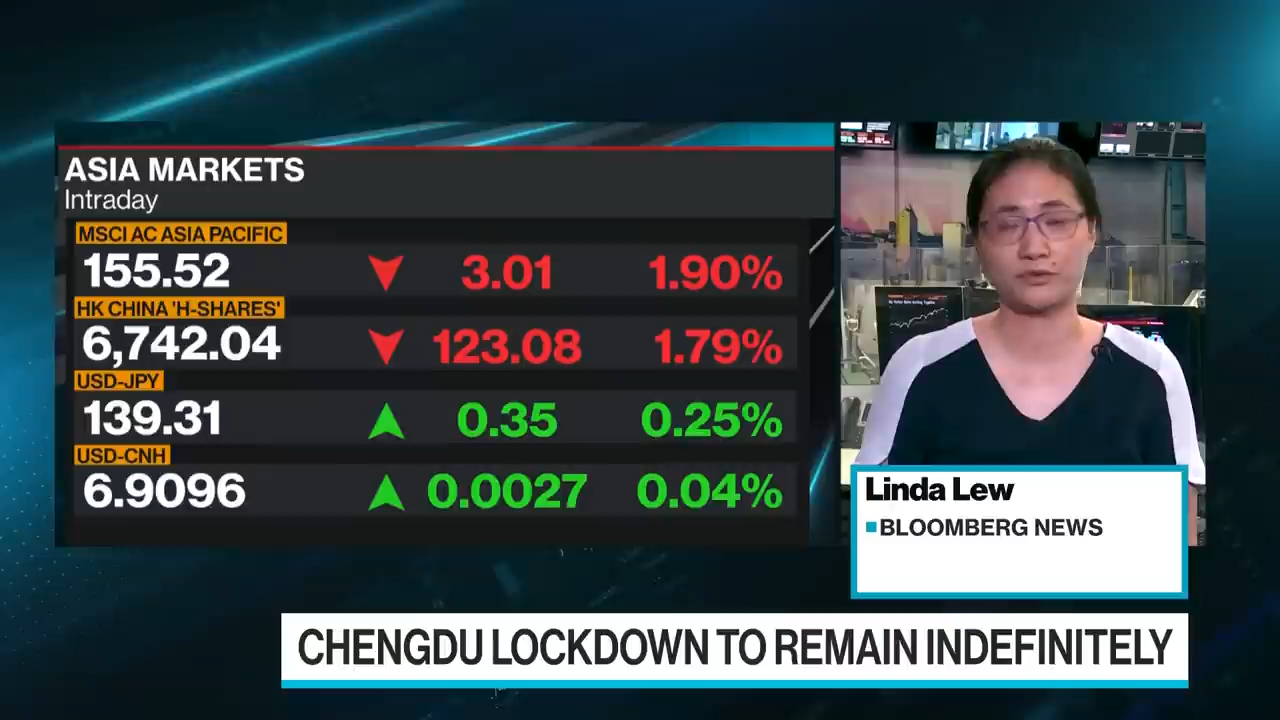 ASIA MARKETS
Intraday
MSCI AC ASIA PACIFIC
155.52 3.01 1.90%
HK CHINA 'H-SHARES'
6,742.04 123.08 1.79%
USD-JPY
139.31 0.35 0.25%
USD-CNH
6.9096 0.0027 0.04%
Linda Lew
BLOOMBERG NEWS
CHENGDU LOCKDOWN TO REMAIN INDEFINITELY